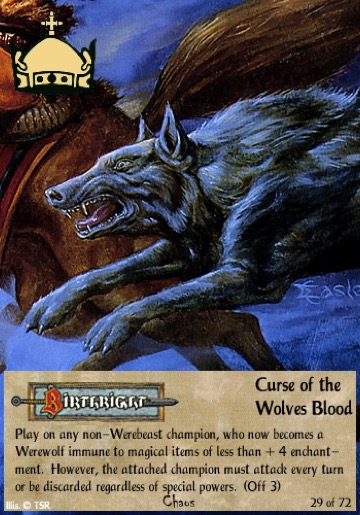 Easley
BIRTHRIGHT
Curse of the
Wolves Blood
Play on any non-Werebeast champion, who now becomes a
Werewolf immune to magical items of less than + 4 enchant-
ment. However, the attached champion must attack every turn
or be discarded regardless of special powers. (Off 3)
Illis. © TSR
Chaos
29 of 72